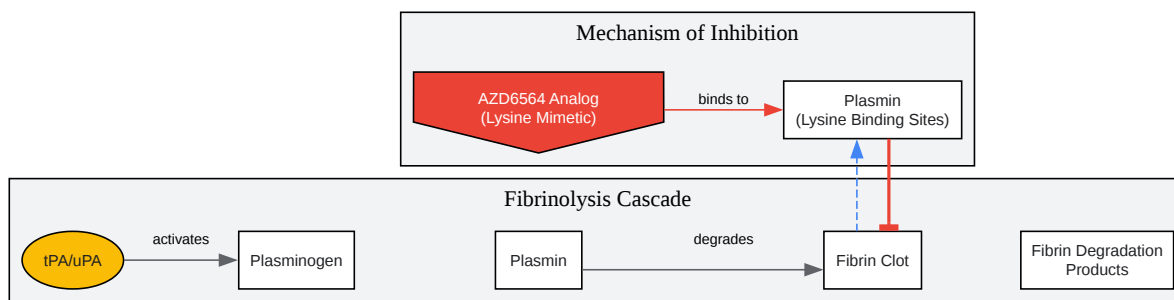 Mechanism of Inhibition
AZD6564 Analog
(Lysine Mimetic)
binds to
Plasmin
(Lysine Binding Sites)
Fibrinolysis Cascade
tPA/uPA
activates
Plasminogen
Plasmin
degrades
Fibrin Clot
Fibrin Degradation
Products